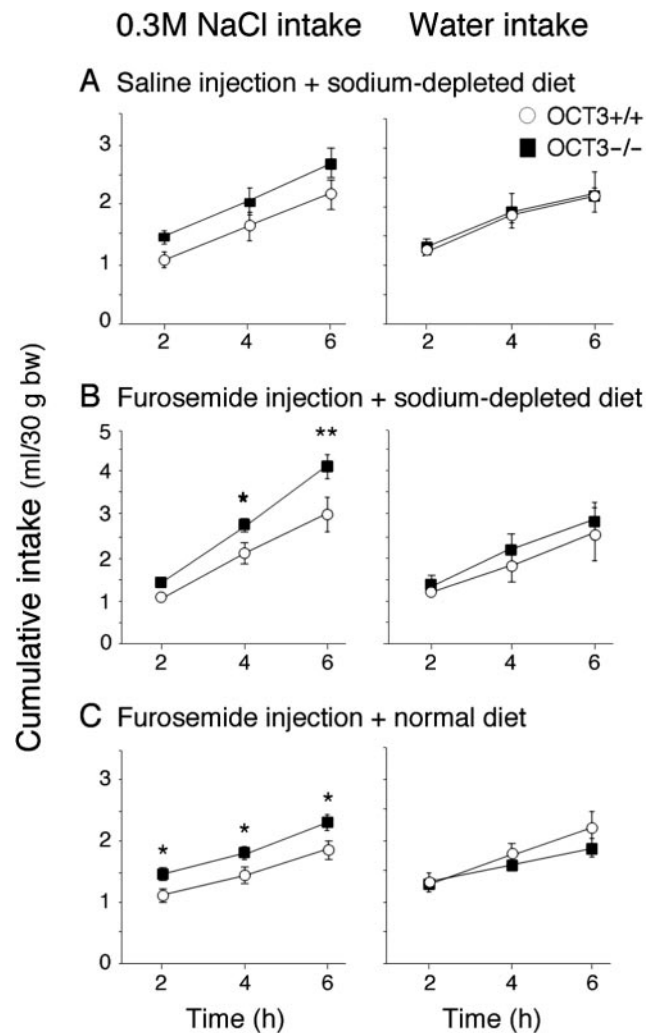 0.3M NaCl intake Water intake
A Saline injection + sodium-depleted diet
OCT3+/+
OCT3−/−
3
2
1
0
2 4 6
2 4 6
B Furosemide injection + sodium-depleted diet
5
4
3
2
1
0
* **
2 4 6
2 4 6
C Furosemide injection + normal diet
3
2
1
0
* * *
2 4 6
2 4 6
Time (h) Time (h)
Cumulative intake (ml/30 g bw)